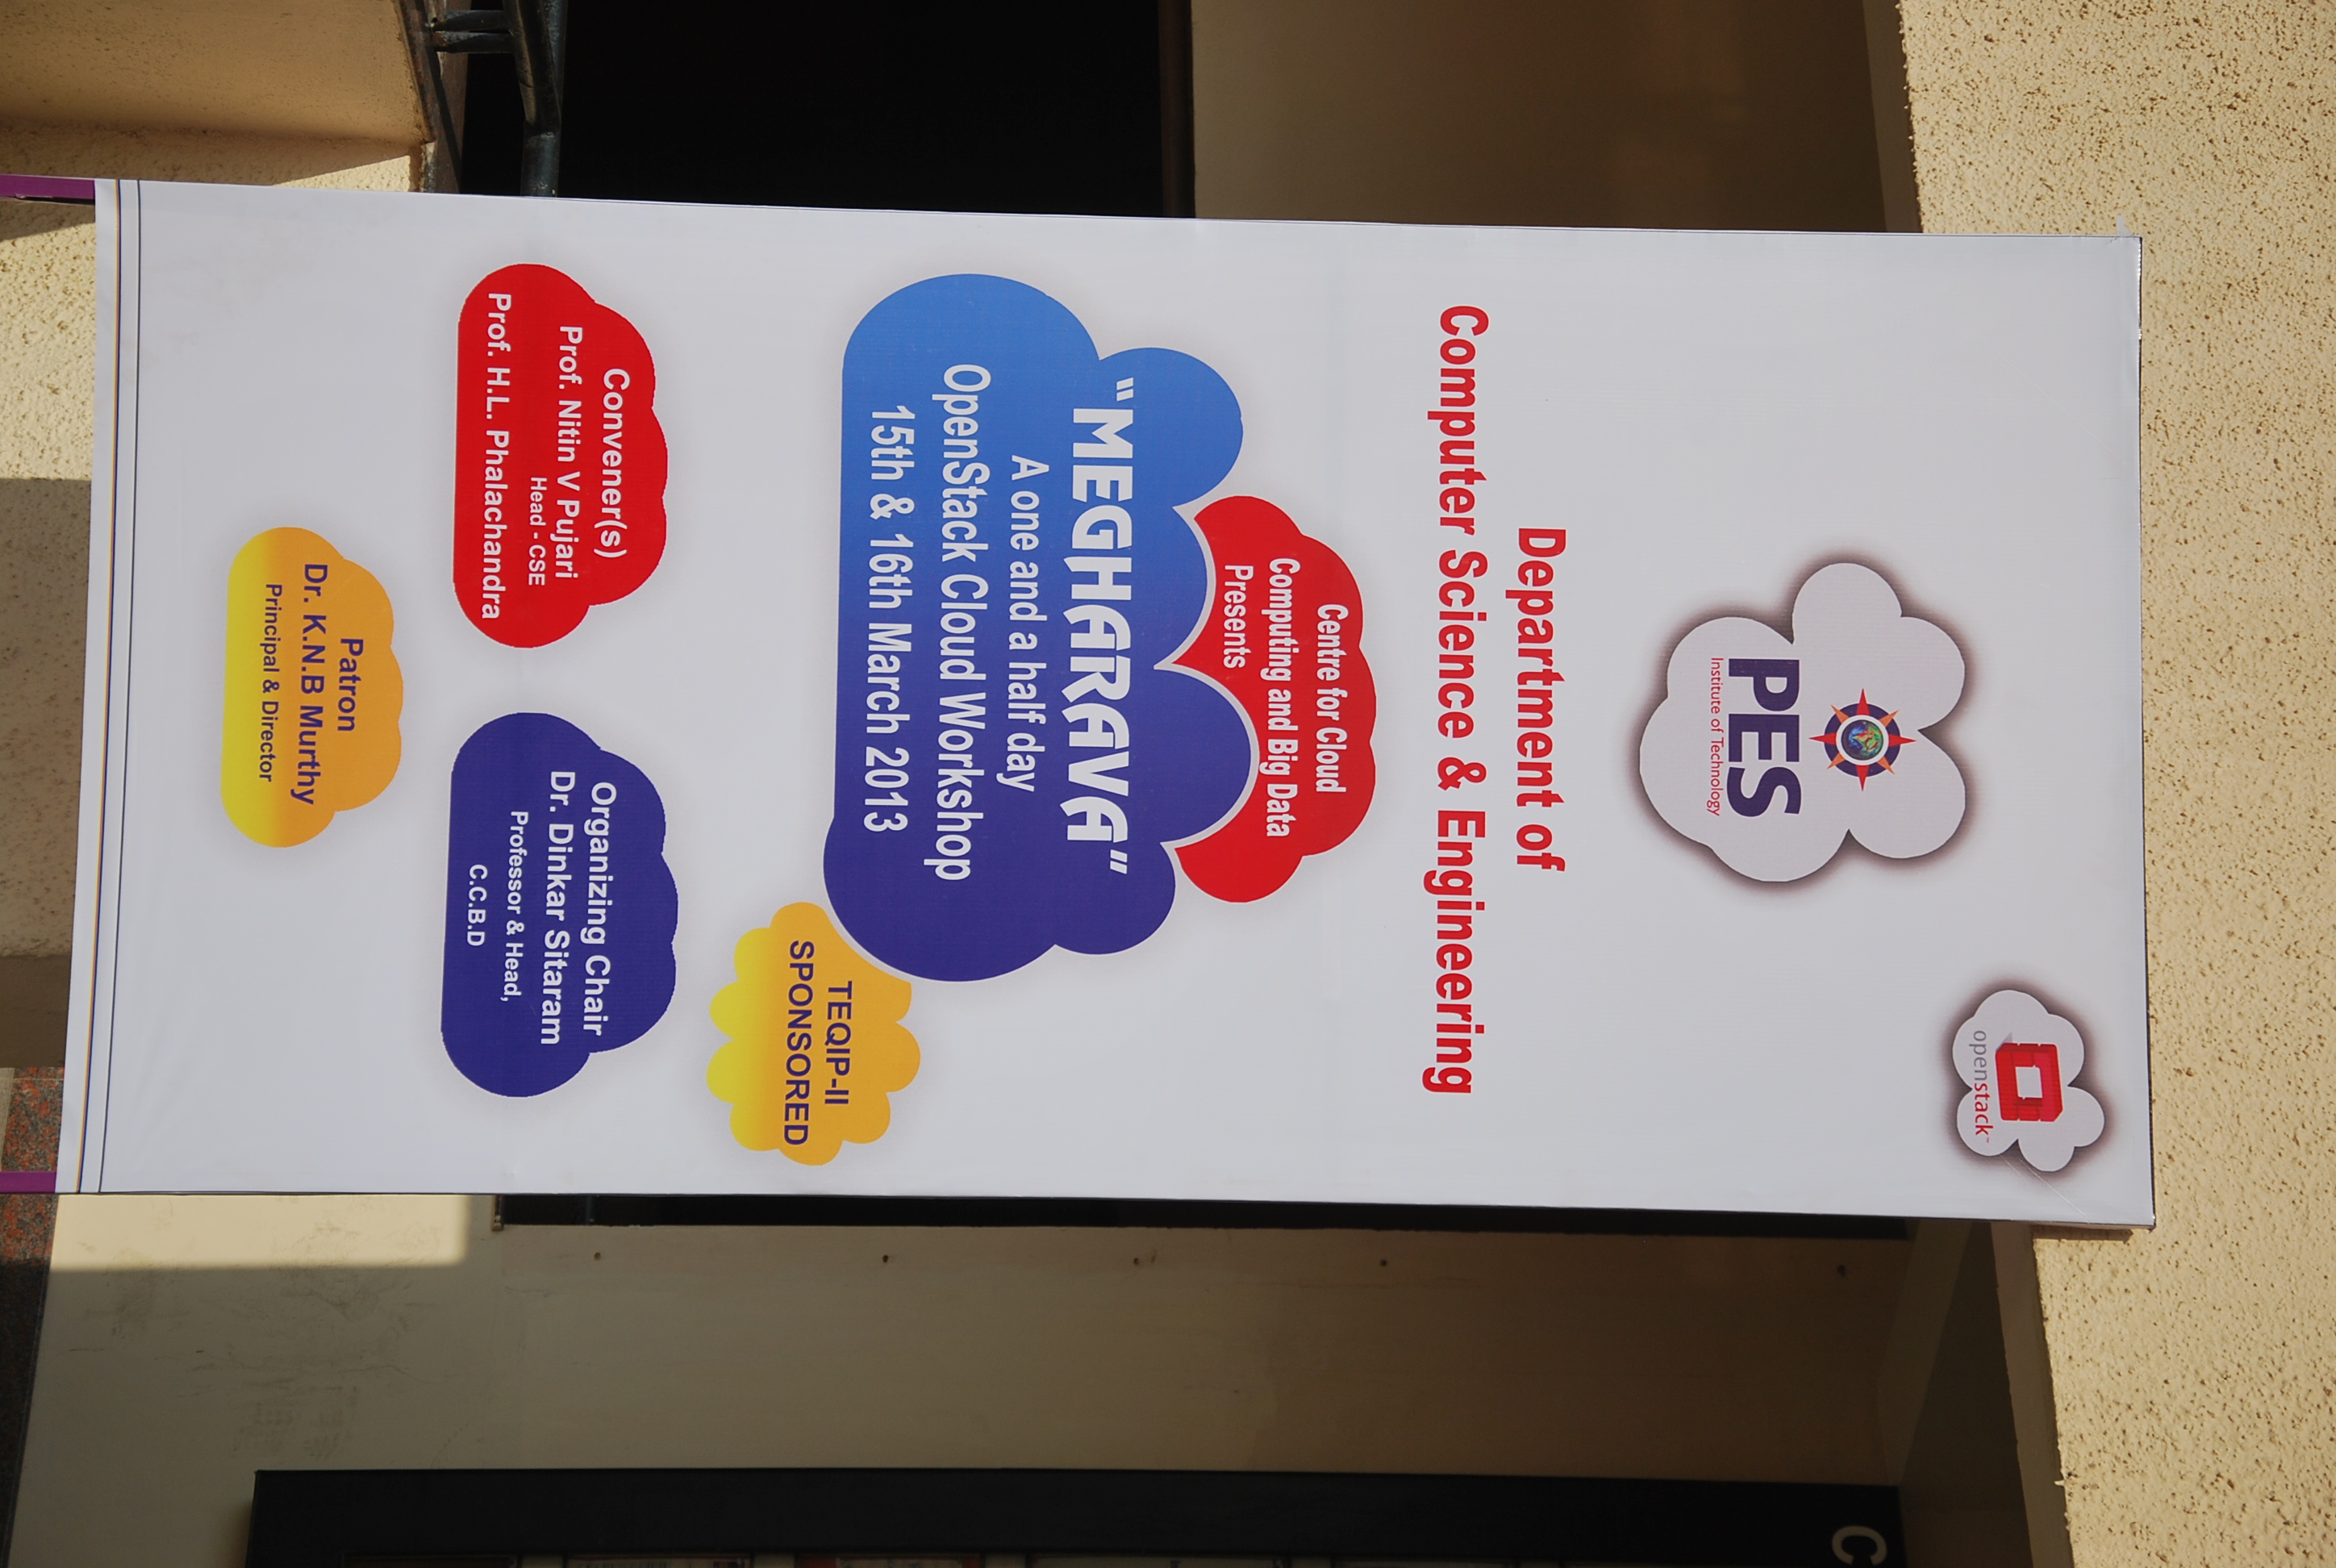 openstack™
PES
Institute of Technology
Department of
Computer Science & Engineering
Centre for Cloud
Computing and Big Data
Presents
"MEGHARAVA"
A one and a half day
OpenStack Cloud Workshop
15th & 16th March 2013
TEQIP-II
SPONSORED
Convener(s)
Prof. Nitin V Pujari
Head - CSE
Prof. H.L. Phalachandra
Organizing Chair
Dr. Dinkar Sitaram
Professor & Head,
C.C.B.D
Patron
Dr. K.N.B Murthy
Principal & Director
C